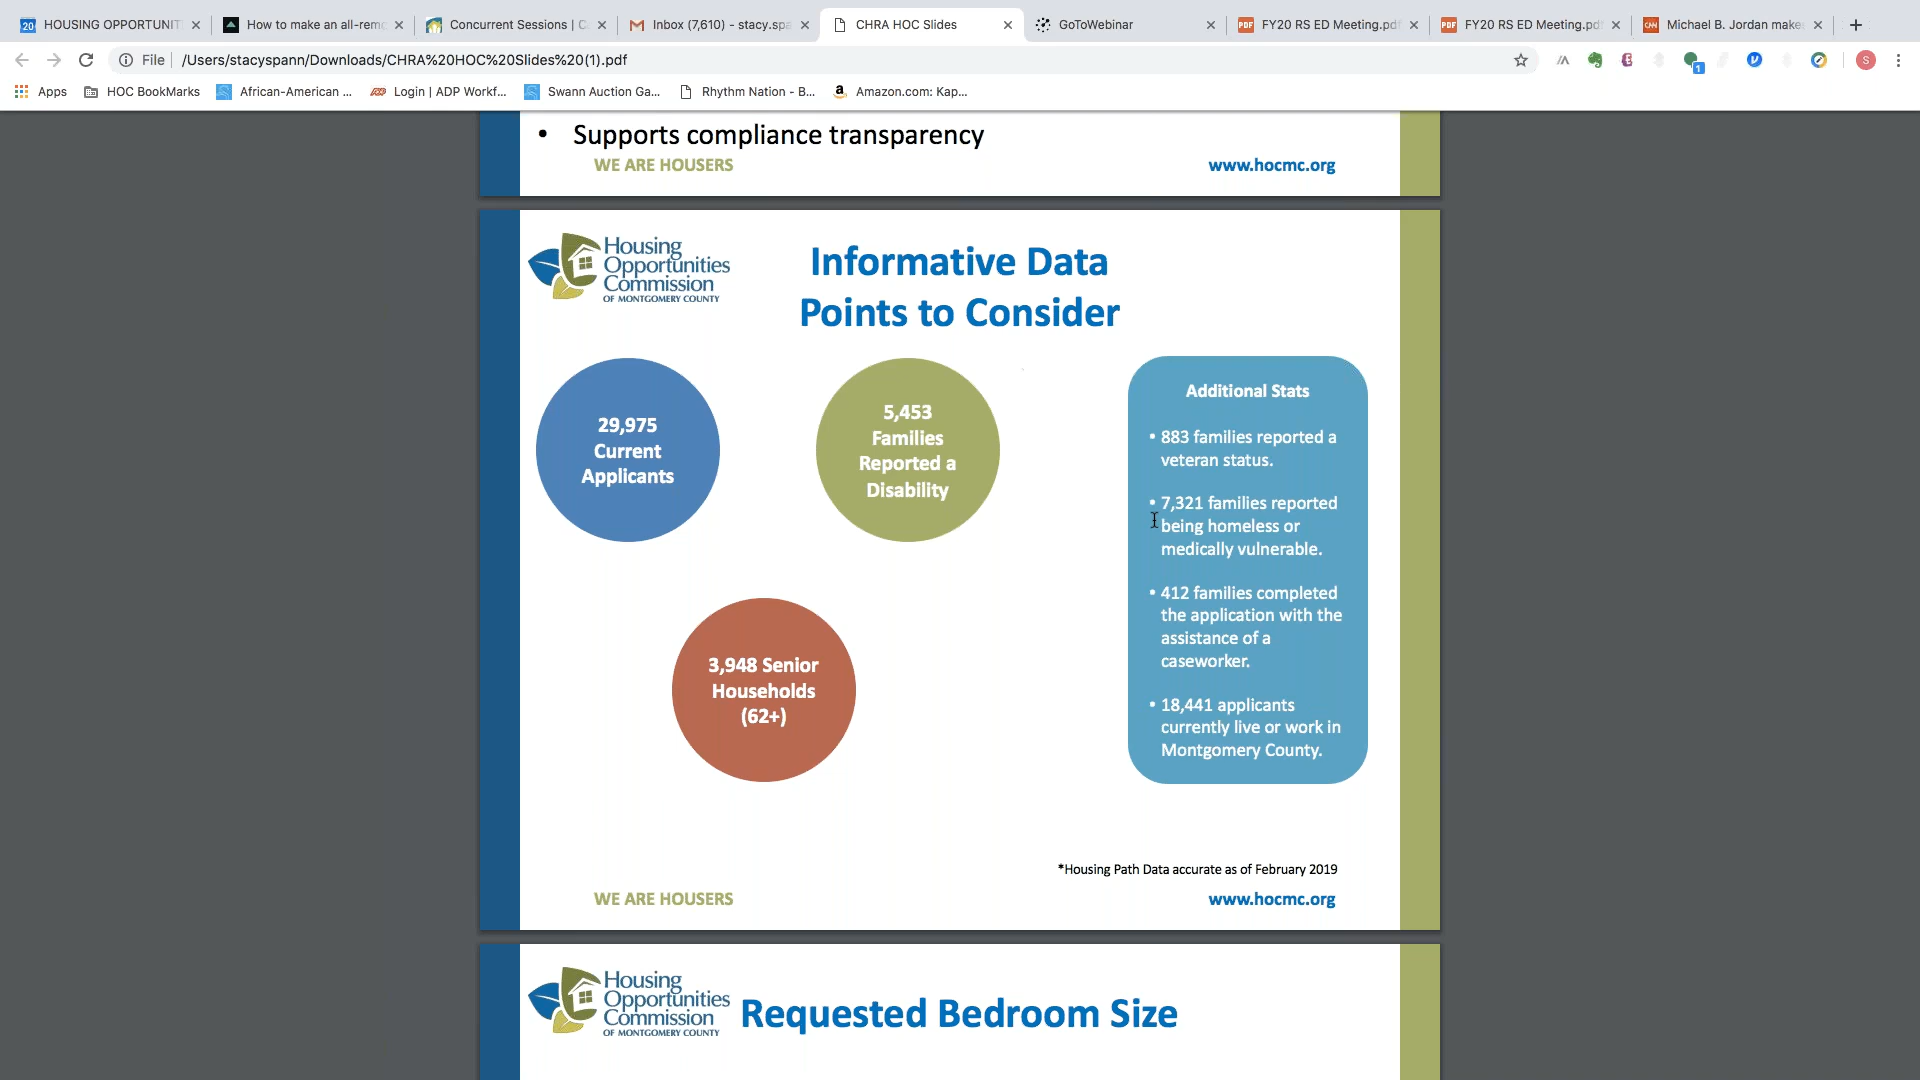 HOUSING OPPORTUNIT
How to make an all-remo
Concurrent Sessions | C
Inbox (7,610) - stacy.spa
CHRA HOC Slides
GoToWebinar
FY20 RS ED Meeting.pdf
FY20 RS ED Meeting.pdf
Michael B. Jordan make
File
/Users/stacyspann/Downloads/CHRA%20HOC%20Slides%20(1).pdf
Apps
HOC BookMarks
African-American ...
Login | ADP Workf...
Swann Auction Ga...
Rhythm Nation - B...
Amazon.com: Kap...
• Supports compliance transparency
WE ARE HOUSERS
www.hocmc.org
Housing
Opportunities
Commission
OF MONTGOMERY COUNTY
Informative Data
Points to Consider
29,975
Current
Applicants
5,453
Families
Reported a
Disability
3,948 Senior
Households
(62+)
Additional Stats
• 883 families reported a
veteran status.
• 7,321 families reported
being homeless or
medically vulnerable.
• 412 families completed
the application with the
assistance of a
caseworker.
• 18,441 applicants
currently live or work in
Montgomery County.
*Housing Path Data accurate as of February 2019
WE ARE HOUSERS
www.hocmc.org
Housing
Opportunities
Commission
OF MONTGOMERY COUNTY
Requested Bedroom Size